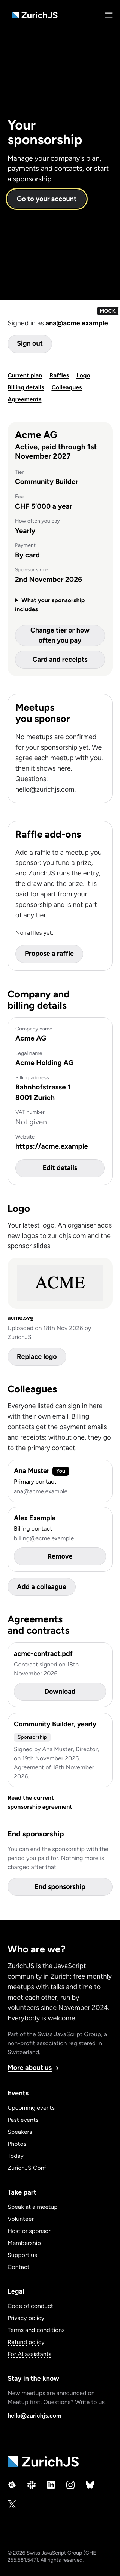 ZurichJS
Your
sponsorship
Manage your company's plan,
payments and contacts, or start
a sponsorship.
Go to your account
MOCK
Signed in as ana@acme.example
Sign out
Current plan Raffles Logo
Billing details Colleagues
Agreements
Acme AG
Active, paid through 1st
November 2027
Tier
Community Builder
Fee
CHF 5'000 a year
How often you pay
Yearly
Payment
By card
Sponsor since
2nd November 2026
What your sponsorship
includes
Change tier or how
often you pay
Card and receipts
Meetups
you sponsor
No meetups are confirmed
for your sponsorship yet. We
agree each meetup with you,
then it shows here.
Questions:
hello@zurichjs.com.
Raffle add-ons
Add a raffle to a meetup you
sponsor: you fund a prize,
and ZurichJS runs the entry,
the draw and the prize. It is
paid for apart from your
sponsorship and is not part
of any tier.
No raffles yet.
Propose a raffle
Company and
billing details
Company name
Acme AG
Legal name
Acme Holding AG
Billing address
Bahnhofstrasse 1
8001 Zurich
VAT number
Not given
Website
https://acme.example
Edit details
Logo
Your latest logo. An organiser adds
new logos to zurichjs.com and the
sponsor slides.
ACME
acme.svg
Uploaded on 18th Nov 2026 by
ZurichJS
Replace logo
Colleagues
Everyone listed can sign in here
with their own email. Billing
contacts get the payment emails
and receipts; without one, they go
to the primary contact.
Ana Muster You
Primary contact
ana@acme.example
Alex Example
Billing contact
billing@acme.example
Remove
Add a colleague
Agreements
and contracts
acme-contract.pdf
Contract signed on 18th
November 2026
Download
Community Builder, yearly
Sponsorship
Signed by Ana Muster, Director,
on 19th November 2026.
Agreement of 18th November
2026.
Read the current
sponsorship agreement
End sponsorship
You can end the sponsorship with the
period you paid for. Nothing more is
charged after that.
End sponsorship
Who are we?
ZurichJS is the JavaScript
community in Zurich: free monthly
meetups with talks and time to
meet each other, run by
volunteers since November 2024.
Everybody is welcome.
Part of the Swiss JavaScript Group, a
non-profit association registered in
Switzerland.
More about us
Events
Upcoming events
Past events
Speakers
Photos
Today
ZurichJS Conf
Take part
Speak at a meetup
Volunteer
Host or sponsor
Membership
Support us
Contact
Legal
Code of conduct
Privacy policy
Terms and conditions
Refund policy
For AI assistants
Stay in the know
New meetups are announced on
Meetup first. Questions? Write to us.
hello@zurichjs.com
ZurichJS
© 2026 Swiss JavaScript Group (CHE-
255.581.547). All rights reserved.